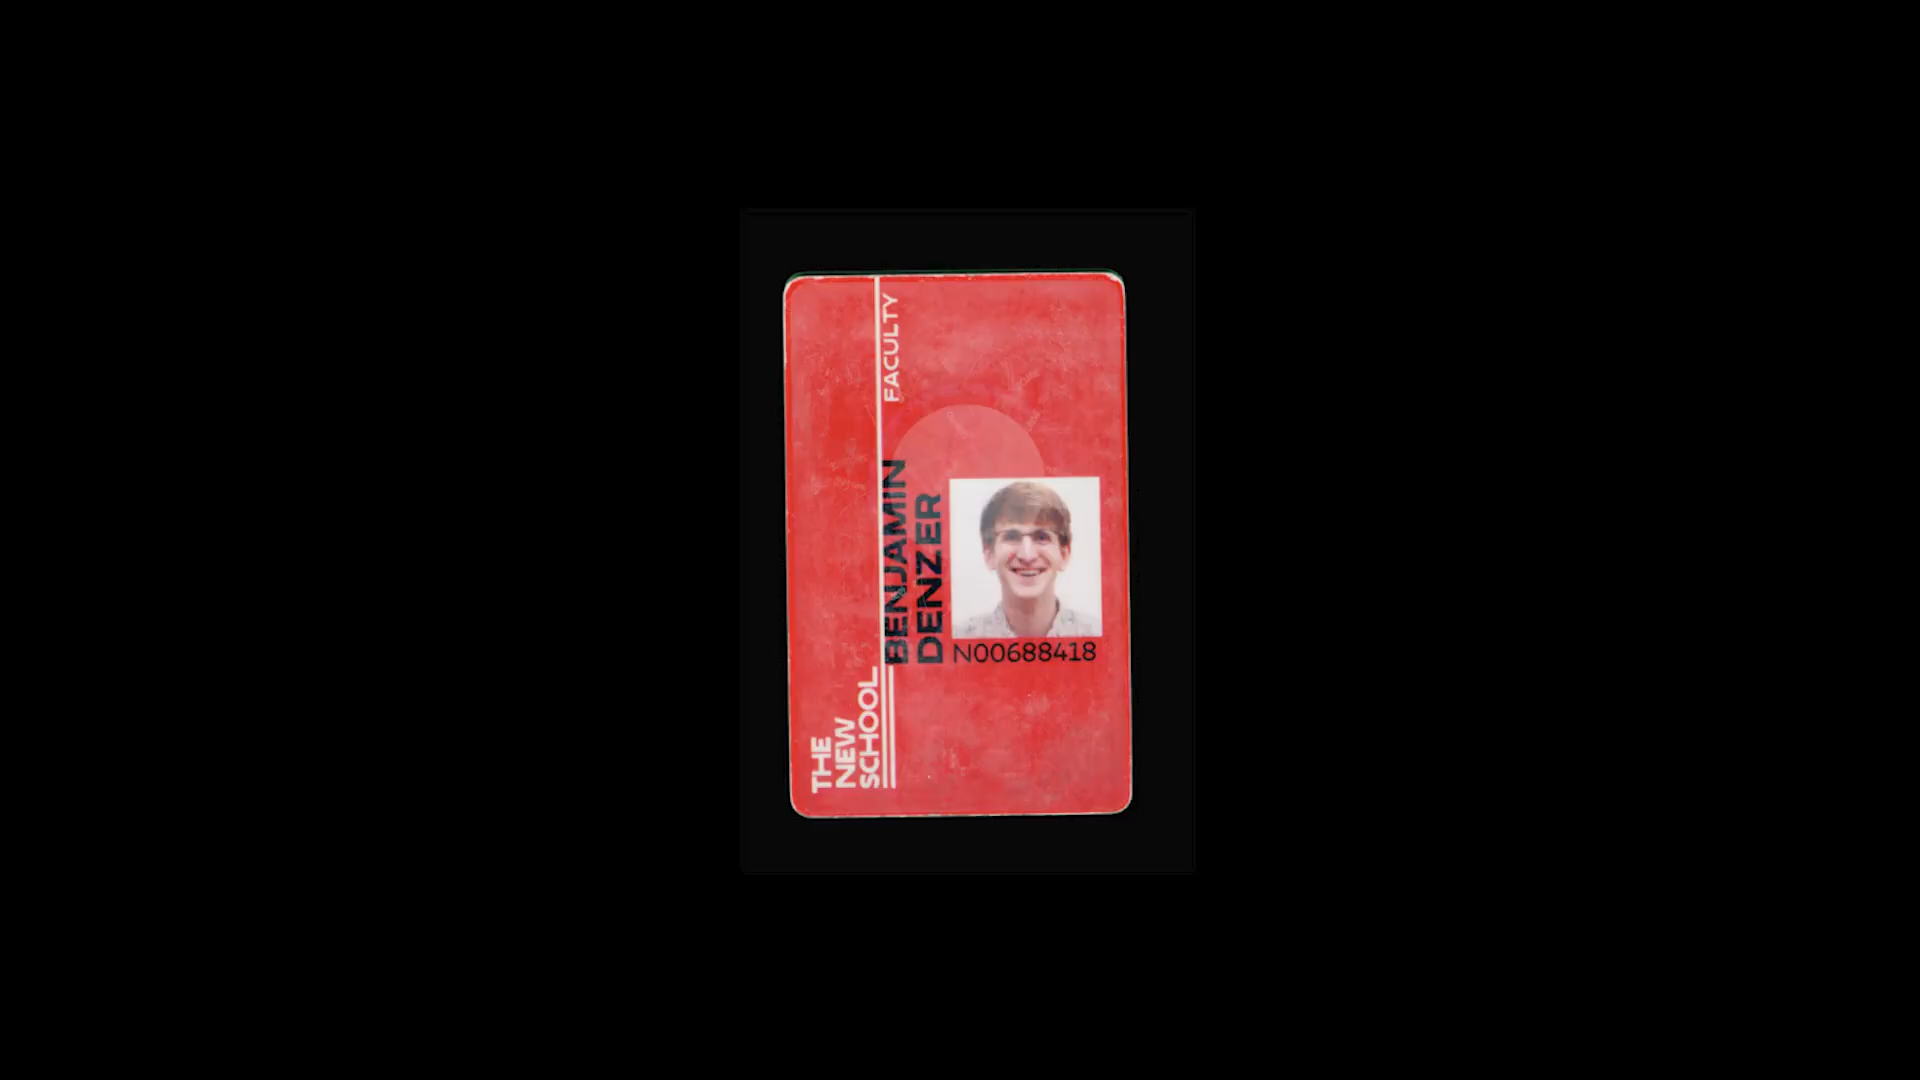 THE
NEW
SCHOOL
FACULTY
BENJAMIN
DENZER
N00688418